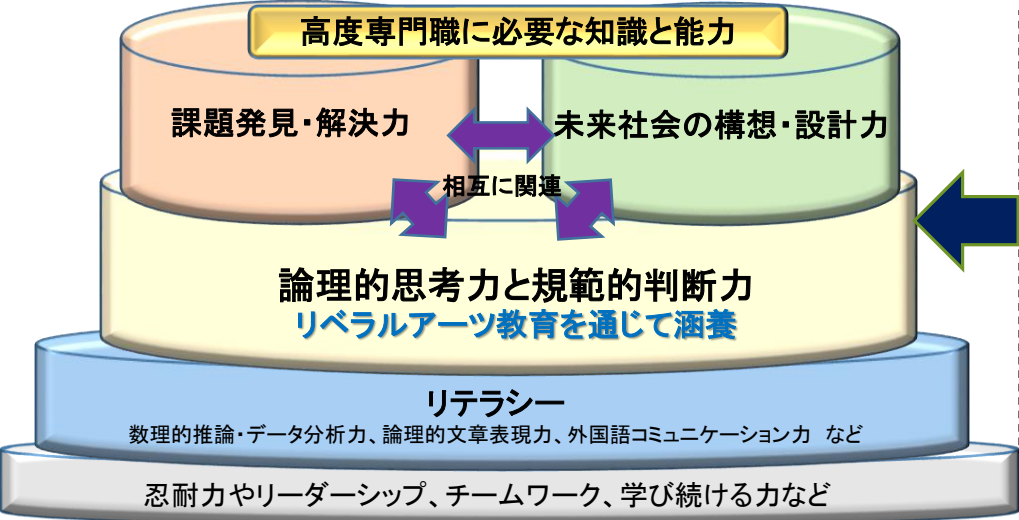 高度専門職に必要な知識と能力
課題発見・解決力
未来社会の構想・設計力
相互に関連
論理的思考力と規範的判断力
リベラルアーツ教育を通じて涵養
リテラシー
数理的推論・データ分析力、論理的文章表現力、外国語コミュニケーション力 など
忍耐力やリーダーシップ、チームワーク、学び続ける力など